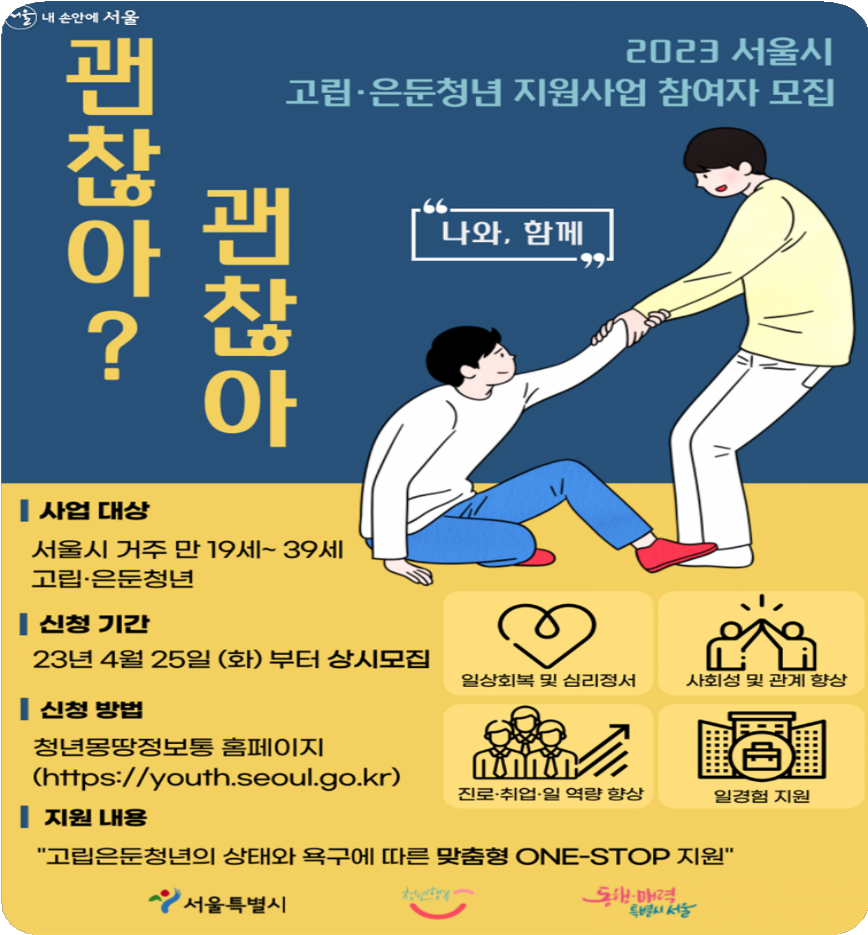 서울 내 손안에 서울
2023 서울시
고립·은둔청년 지원사업 참여자 모집
괜찮아?
괜찮아
"나와, 함께"
사업 대상
서울시 거주 만 19세~ 39세
고립·은둔청년
신청 기간
23년 4월 25일 (화) 부터 상시모집
신청 방법
청년몽땅정보통 홈페이지
(https://youth.seoul.go.kr)
일상회복 및 심리정서
사회성 및 관계 향상
진로·취업·일 역량 향상
일경험 지원
지원 내용
"고립은둔청년의 상태와 욕구에 따른 맞춤형 ONE-STOP 지원"
서울특별시
청년행복
동행·매력
특별시 서울